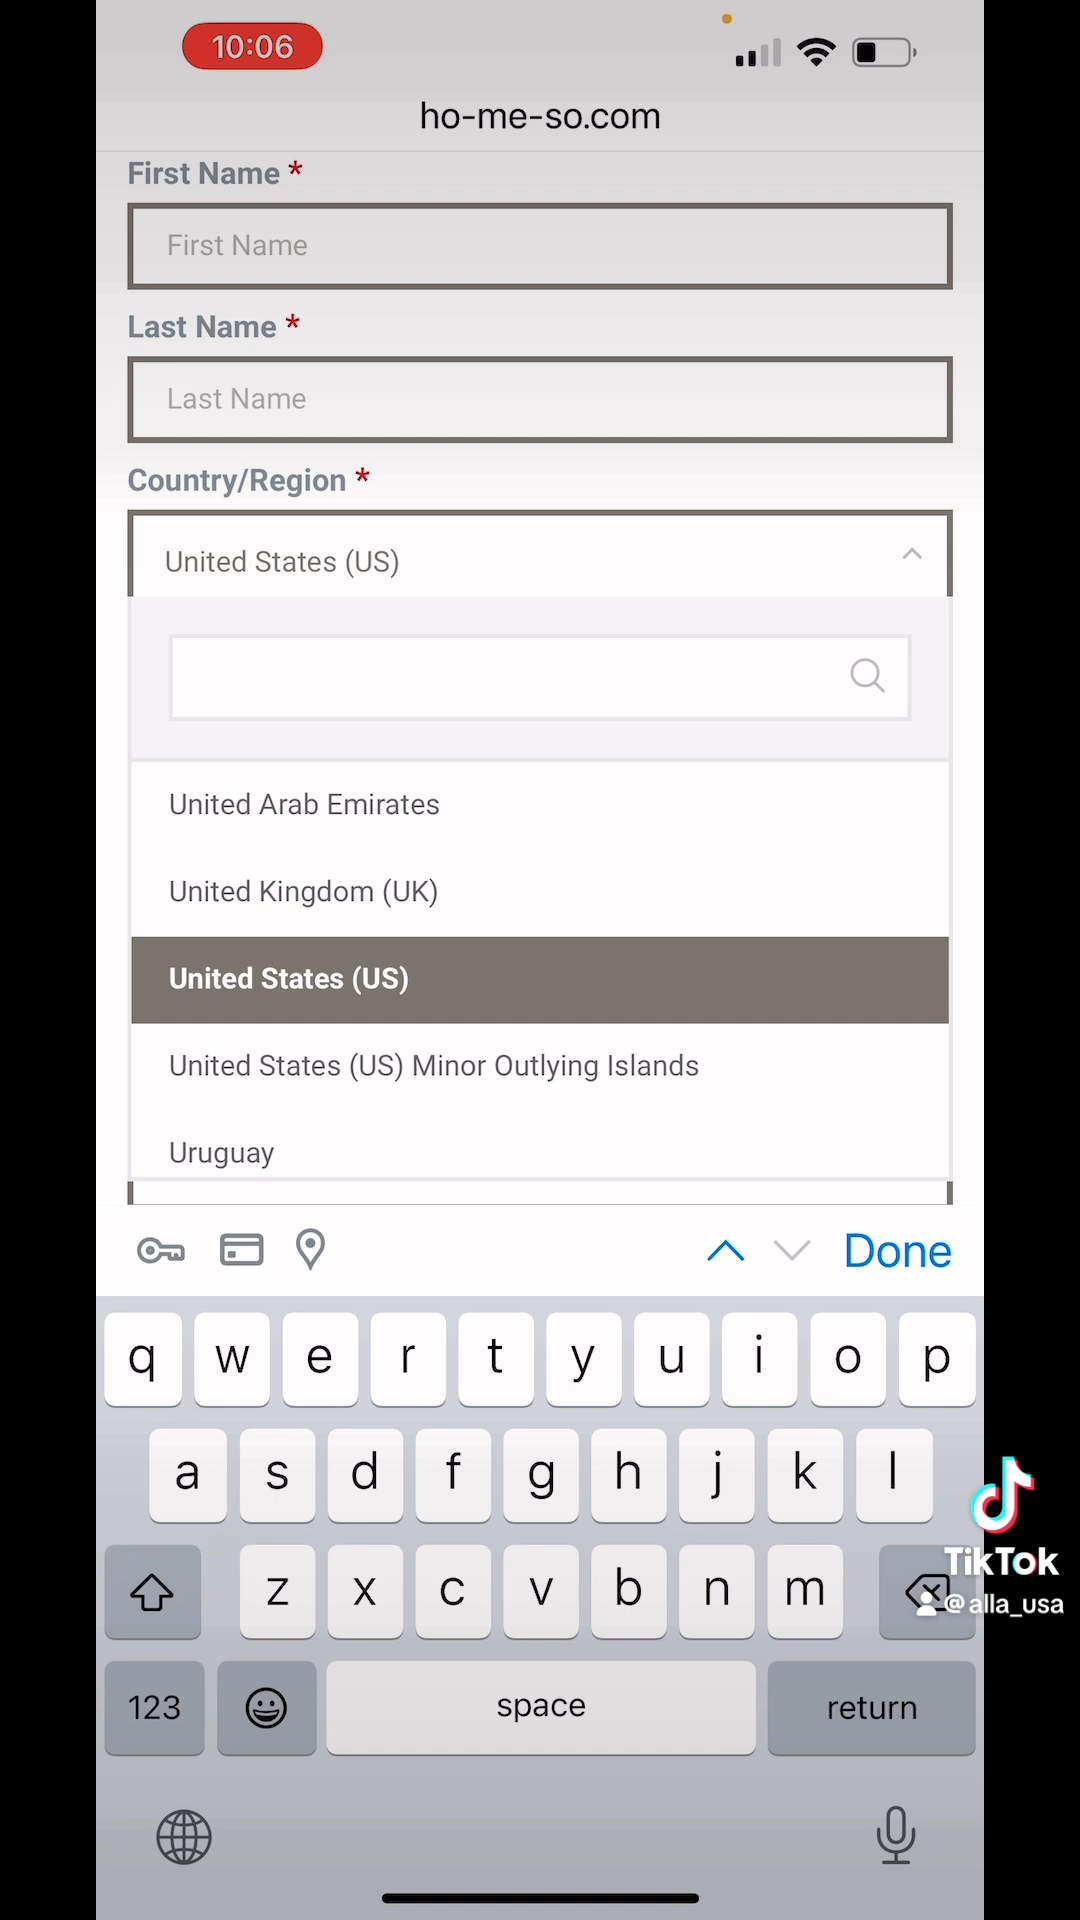 10:06
ho-me-so.com
First Name *
First Name
Last Name *
Last Name
Country/Region *
United States (US)
United Arab Emirates
United Kingdom (UK)
United States (US)
United States (US) Minor Outlying Islands
Uruguay
Done
q w e r t y u i o p
a s d f g h j k l
z x c v b n m
TikTok
@alla_usa
123 space return